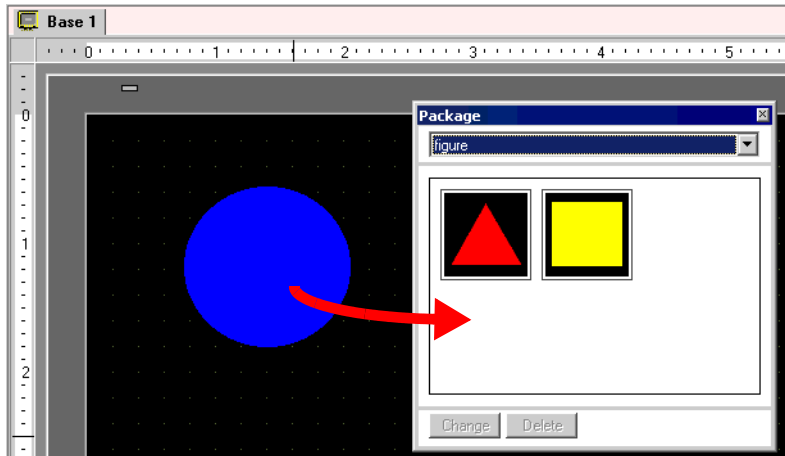 Base 1
0 1 2 3 4 5
Package
figure
0
1
2
Change Delete